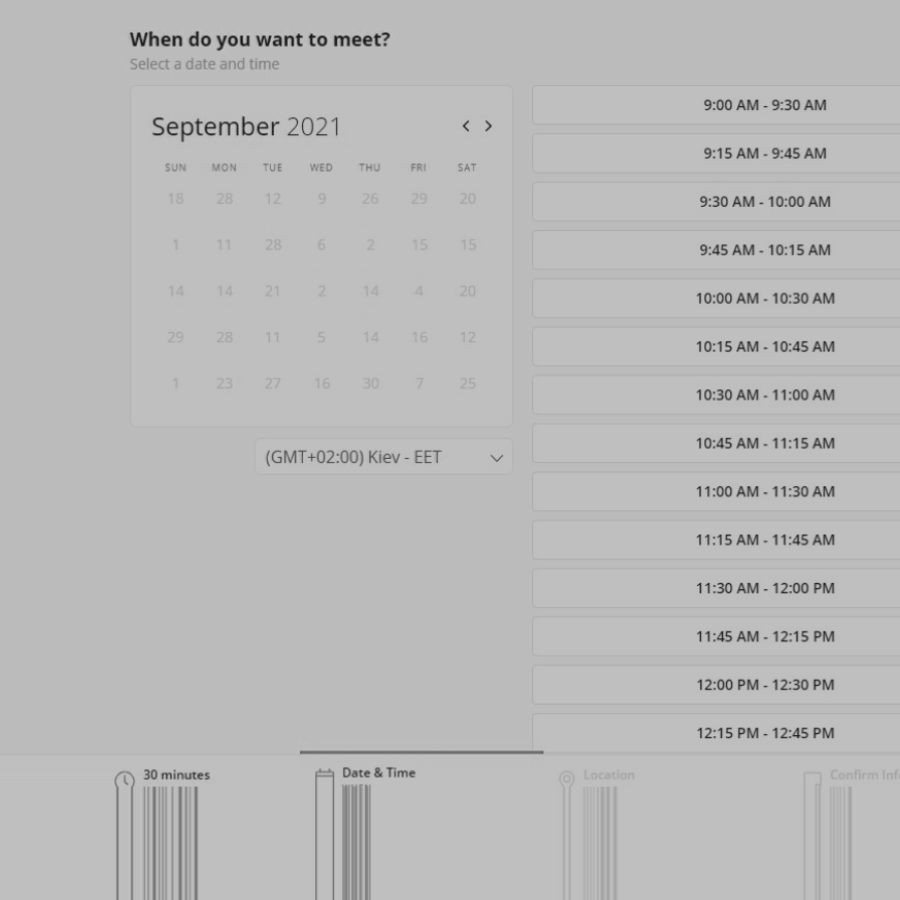 When do you want to meet?
Select a date and time
September 2021
SUN MON TUE WED THU FRI SAT
18 28 12 9 26 29 20
1 11 28 6 2 15 15
14 14 21 2 14 4 20
29 28 11 5 14 16 12
1 23 27 16 30 7 25
(GMT+02:00) Kiev - EET
9:00 AM - 9:30 AM
9:15 AM - 9:45 AM
9:30 AM - 10:00 AM
9:45 AM - 10:15 AM
10:00 AM - 10:30 AM
10:15 AM - 10:45 AM
10:30 AM - 11:00 AM
10:45 AM - 11:15 AM
11:00 AM - 11:30 AM
11:15 AM - 11:45 AM
11:30 AM - 12:00 PM
11:45 AM - 12:15 PM
12:00 PM - 12:30 PM
12:15 PM - 12:45 PM
30 minutes
Date & Time
Location
Confirm Inf